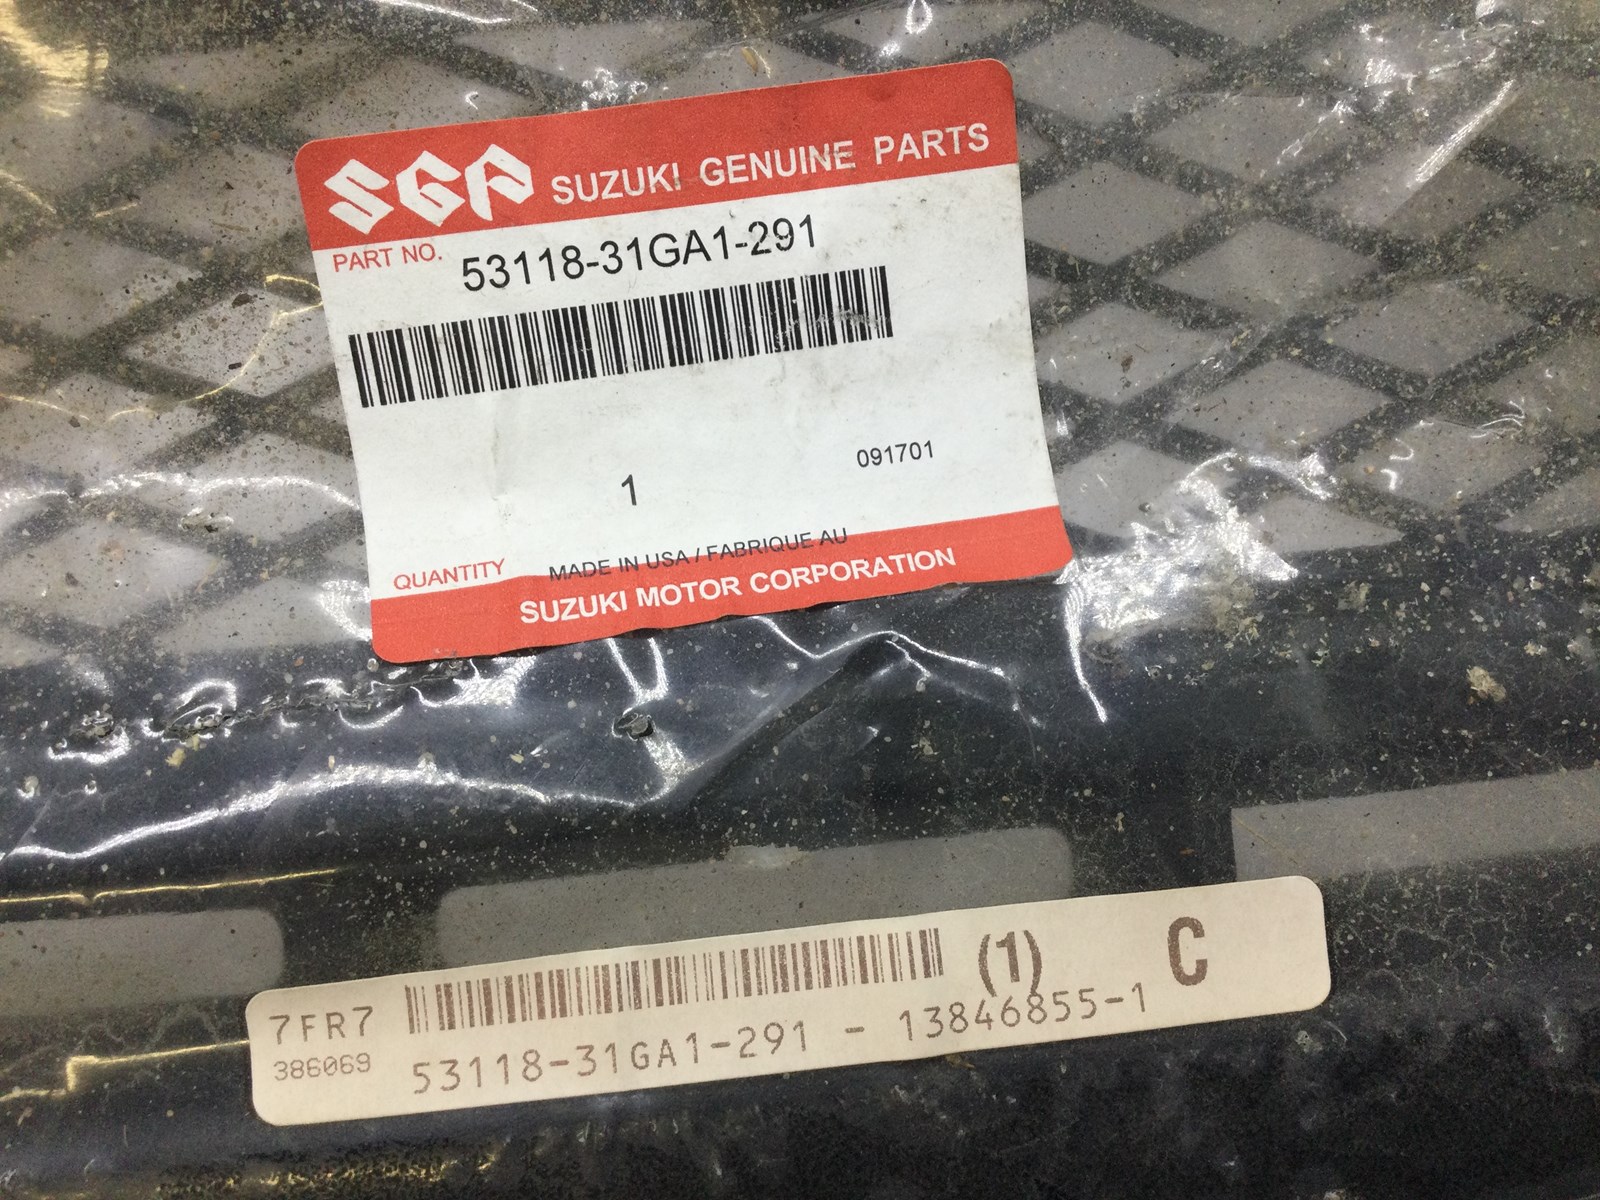 SGP SUZUKI GENUINE PARTS
PART NO. 53118-31GA1-291
091701
1
QUANTITY MADE IN USA / FABRIQUE AU
SUZUKI MOTOR CORPORATION
7FR7 (1) C
386069 53118-31GA1-291 - 13846855-1